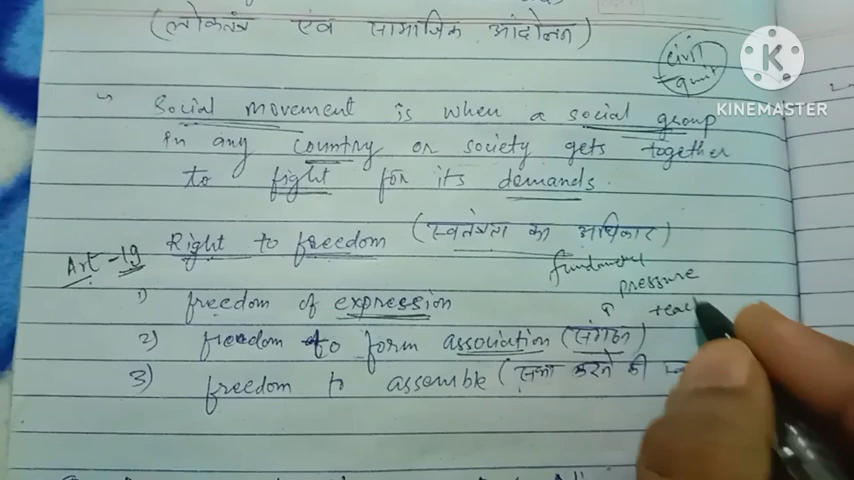 (लोकतंत्र एंव सामाजिक आंदोलन)
civil
KINEMASTER
Social movement is when a social group
in any country or society gets together
to fight for its demands.
Art-19 Right to freedom (स्वतंत्रता का अधिकार)
fundamental
pressure
1) freedom of expression
2) freedom to form association (संगठन)
3) freedom to assemble (सभा करने की